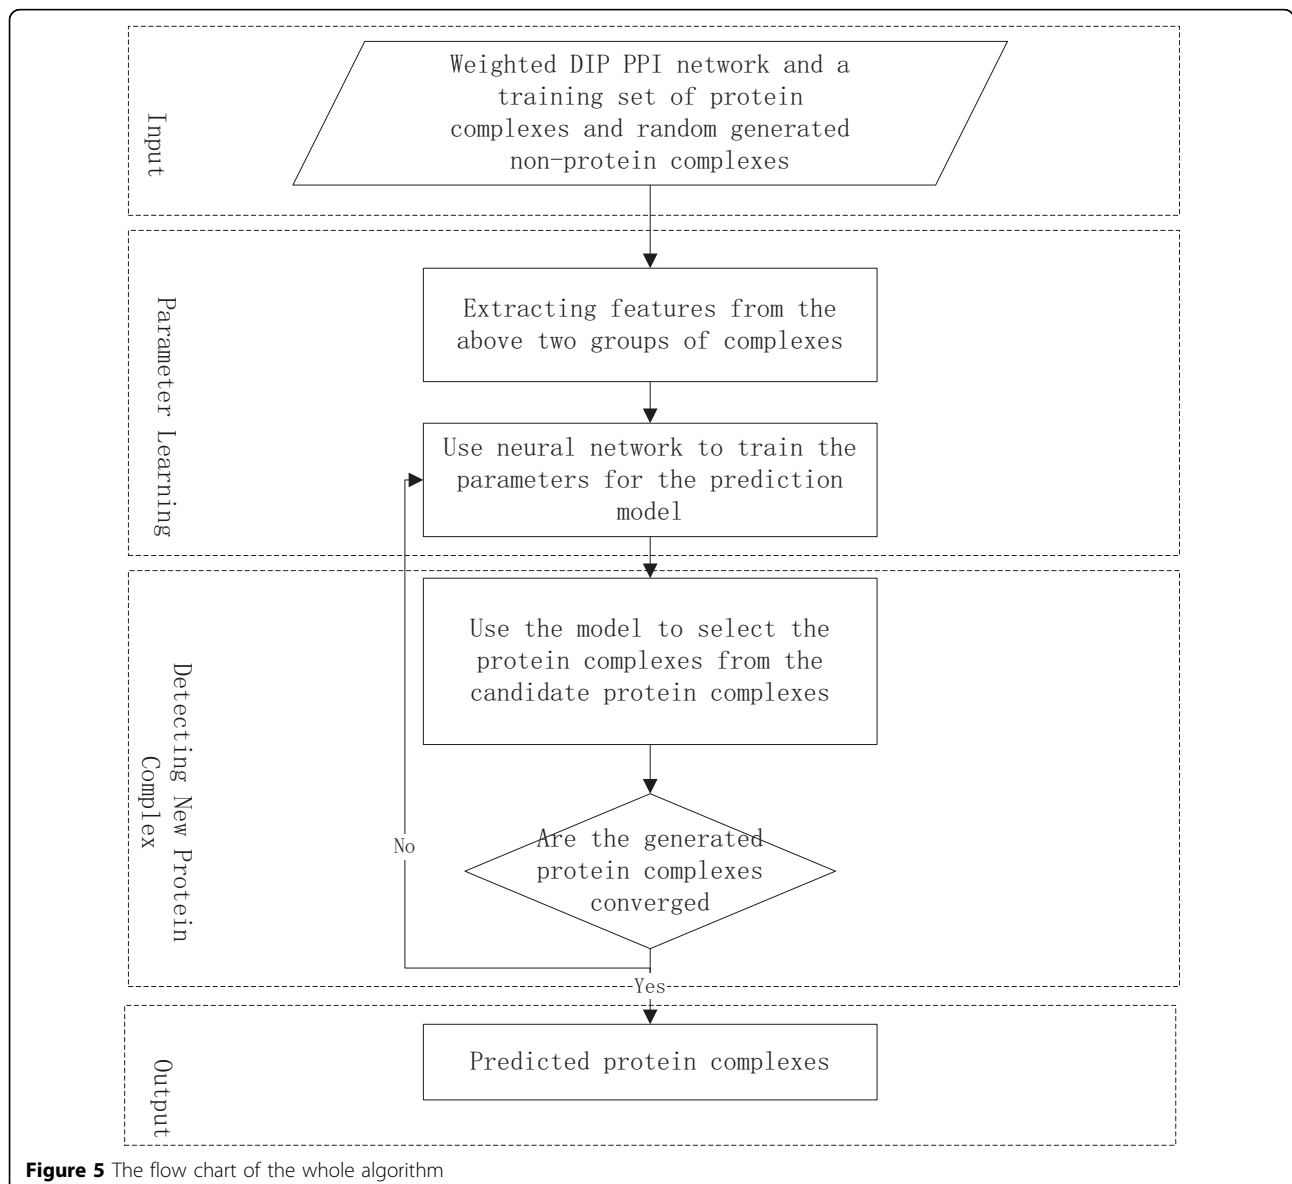 Input
Weighted DIP PPI network and a
training set of protein
complexes and random generated
non-protein complexes
Parameter Learning
Extracting features from the
above two groups of complexes
Use neural network to train the
parameters for the prediction
model
Detecting New Protein
Complex
Use the model to select the
protein complexes from the
candidate protein complexes
Are the generated
protein complexes
converged
No
Yes
Output
Predicted protein complexes
Figure 5 The flow chart of the whole algorithm